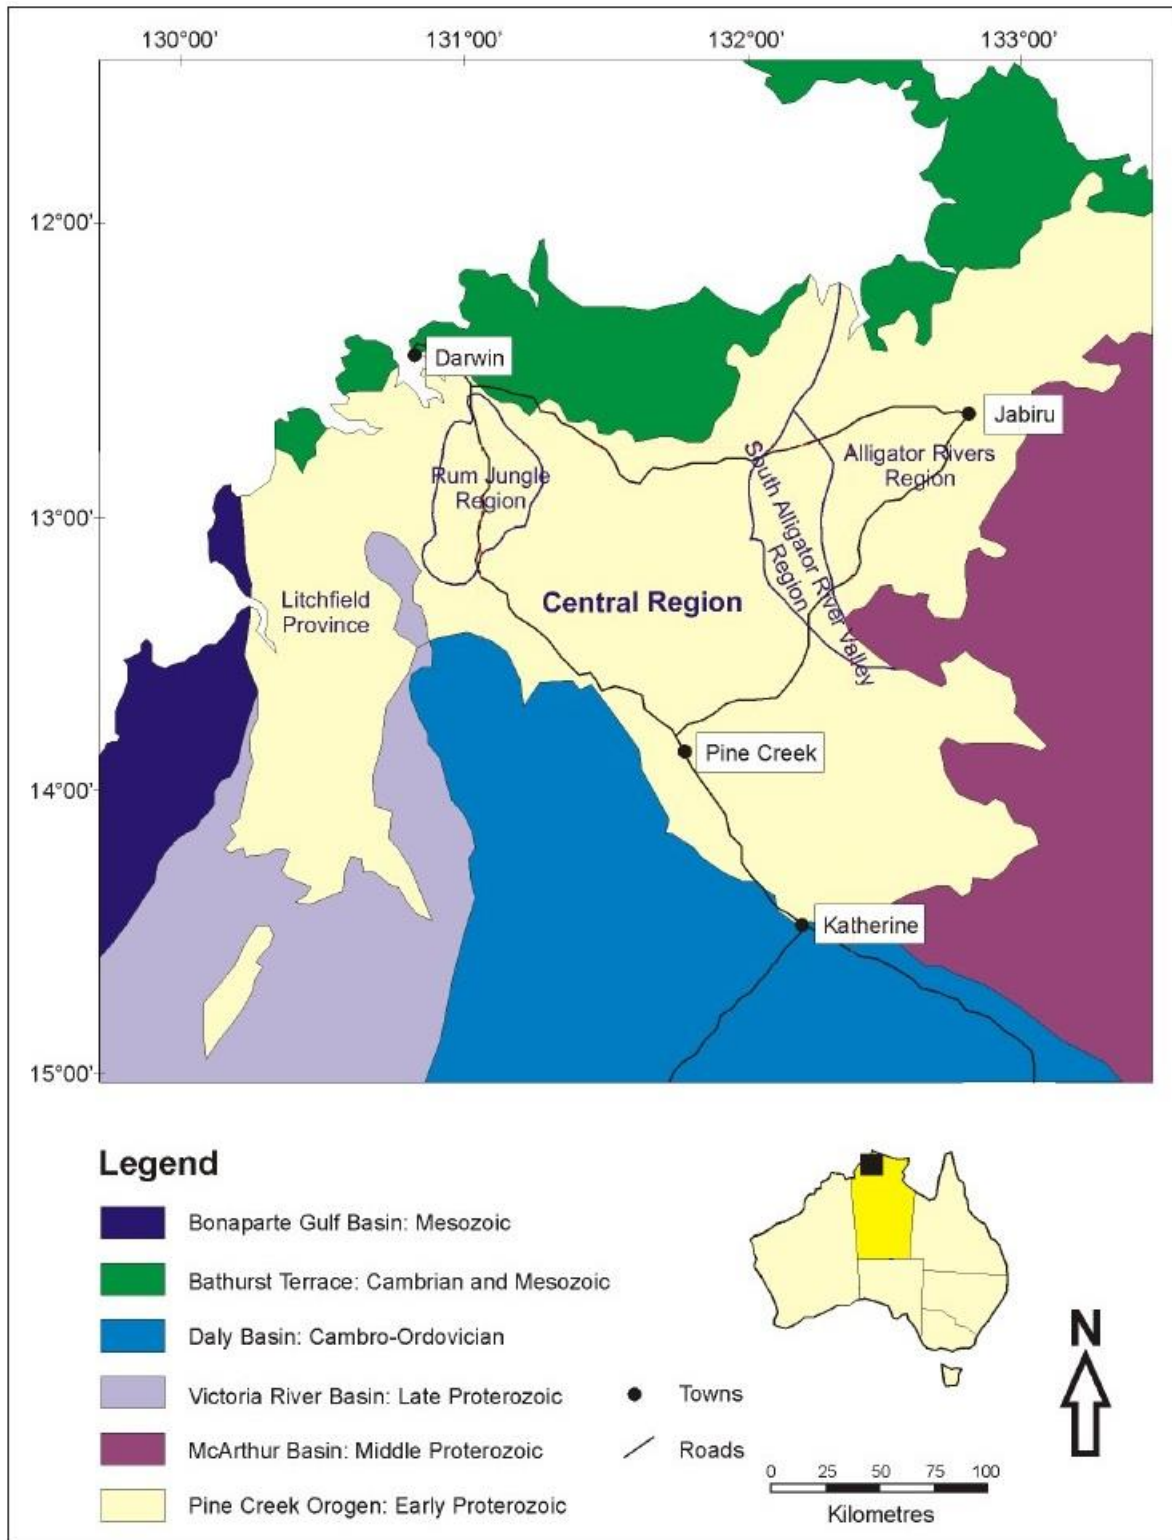 130°00' 131°00' 132°00' 133°00'
12°00'
13°00'
14°00'
15°00'
Darwin
Jabiru
Rum Jungle
Region
South Alligator River Valley
Region
Alligator Rivers
Region
Litchfield
Province
Central Region
Pine Creek
Katherine
Legend
Bonaparte Gulf Basin: Mesozoic
Bathurst Terrace: Cambrian and Mesozoic
Daly Basin: Cambro-Ordovician
Victoria River Basin: Late Proterozoic
McArthur Basin: Middle Proterozoic
Pine Creek Orogen: Early Proterozoic
Towns
Roads
N
0 25 50 75 100
Kilometres